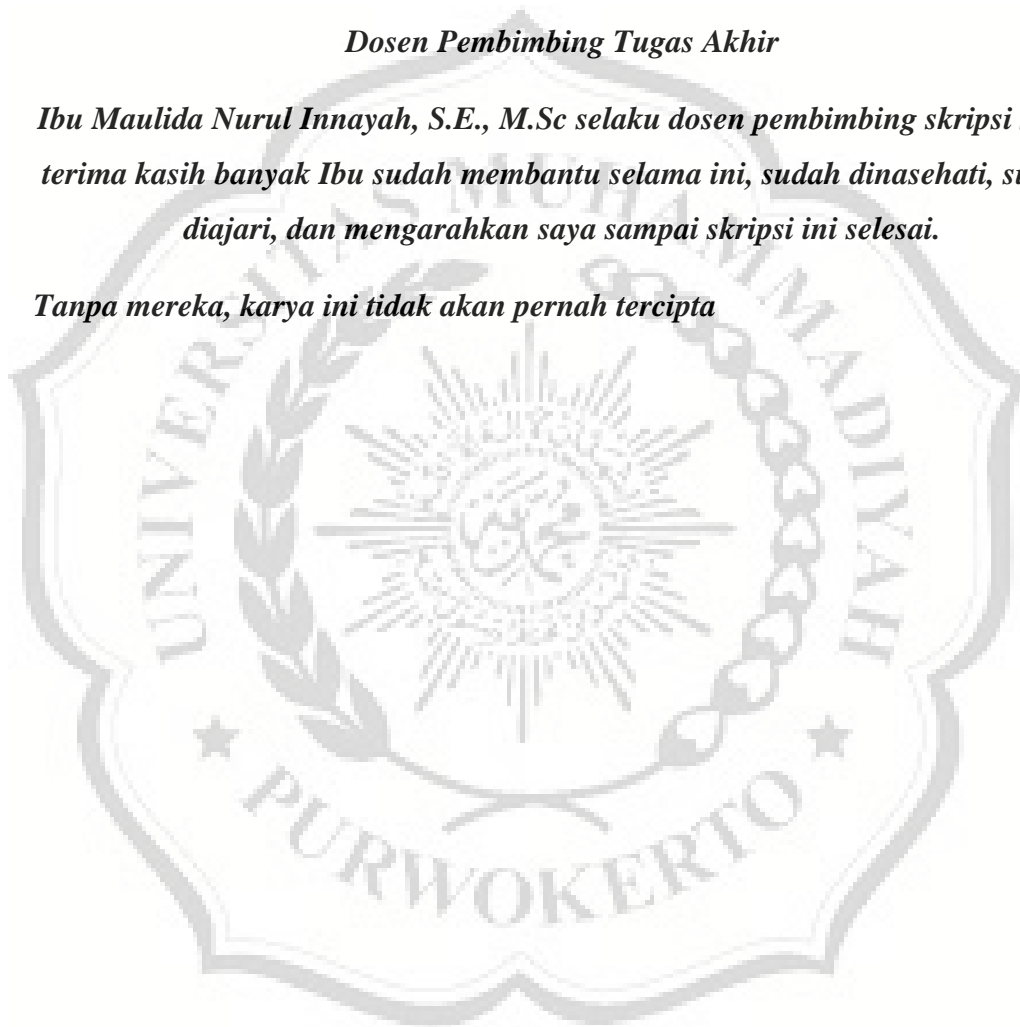 Dosen Pembimbing Tugas Akhir
Ibu Maulida Nurul Innayah, S.E., M.Sc selaku dosen pembimbing skripsi
terima kasih banyak Ibu sudah membantu selama ini, sudah dinasehati,
diajari, dan mengarahkan saya sampai skripsi ini selesai.
Tanpa mereka, karya ini tidak akan pernah tercipta
UNIVERSITAS MUHAMMADIYAH
PURWOKERTO